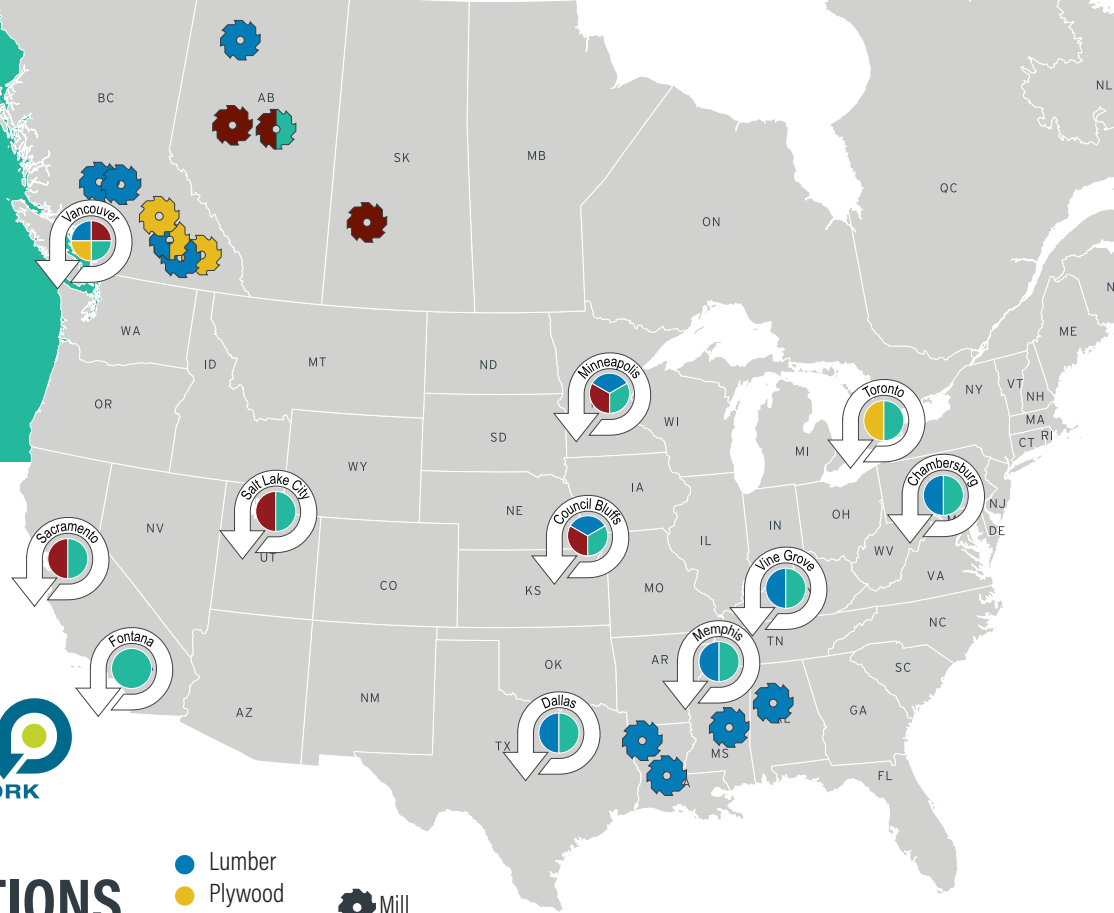 NL
BC
AB
SK
MB
QC
ON
Vancouver
N
WA
ID
MT
ND
ME
OR
Minneapolis
SD
WI
MI
Toronto
NY
VT
NH
MA
CT
RI
WY
Salt Lake City
UT
NE
IA
Council Bluffs
Chambersburg
M
NJ
DE
Sacramento
NV
CO
KS
MO
IL
IN
OH
WV
VA
Vine Grove
Fontana
AZ
NM
OK
AR
Memphis
TN
NC
SC
GA
Dallas
TX
MS
FL
ORK
TIONS
Lumber
Plywood
Mill